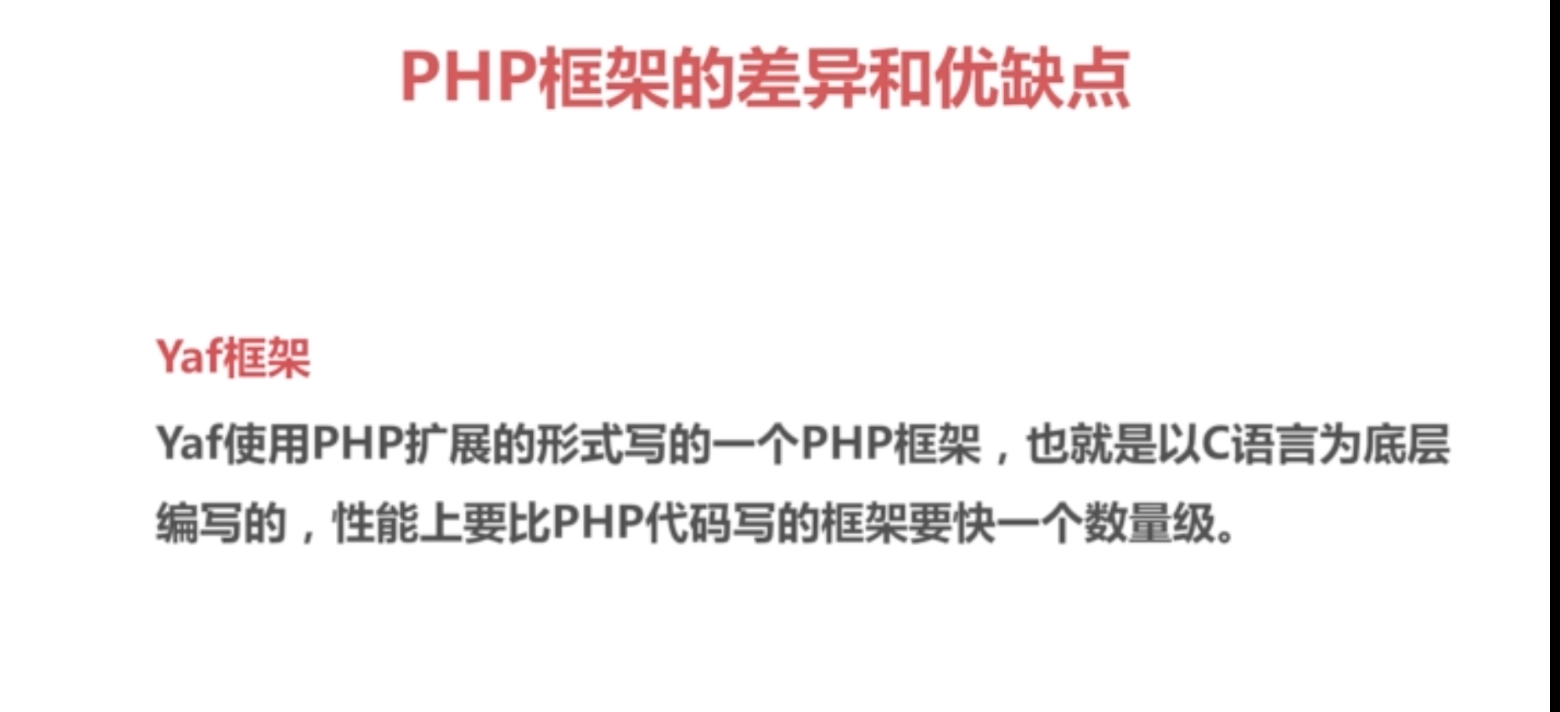 PHP框架的差异和优缺点
Yaf框架
Yaf使用PHP扩展的形式写的一个PHP框架，也就是以C语言为底层
编写的，性能上要比PHP代码写的框架要快一个数量级。